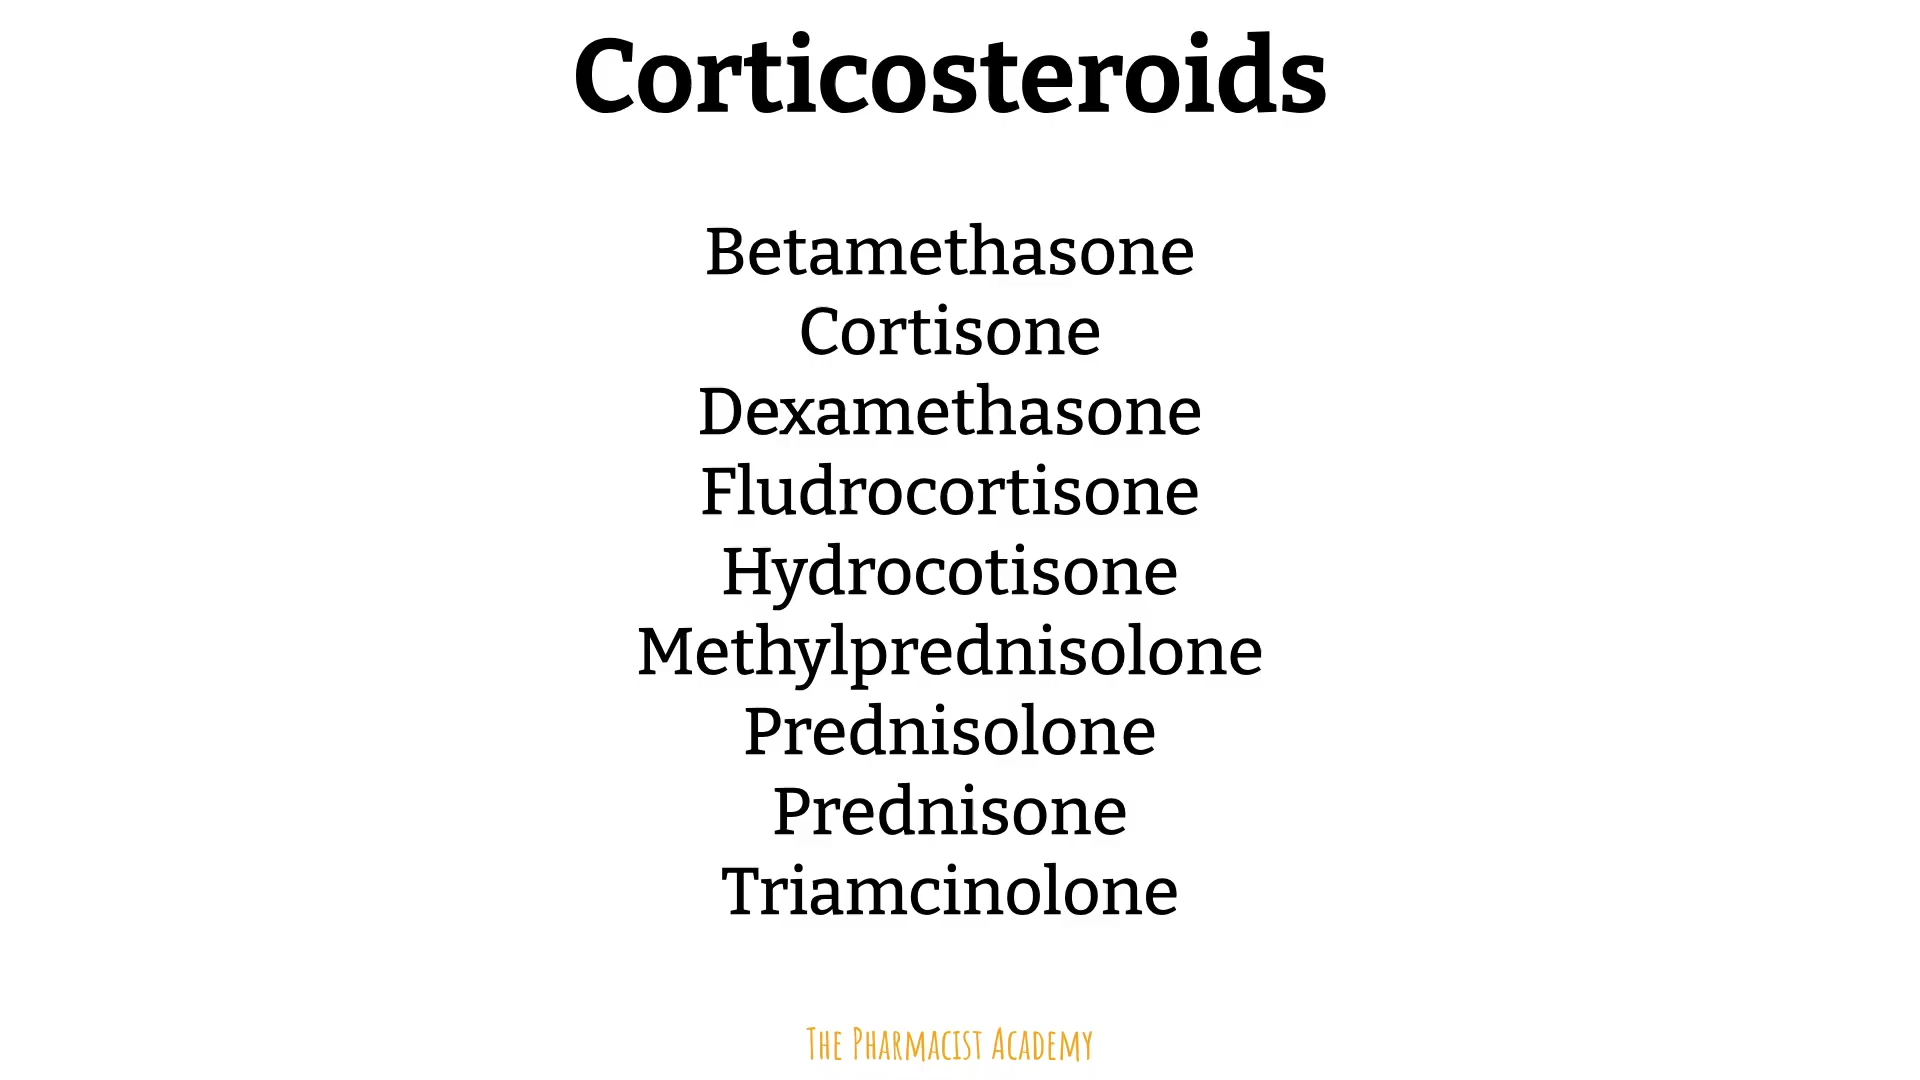 Corticosteroids
Betamethasone
Cortisone
Dexamethasone
Fludrocortisone
Hydrocotisone
Methylprednisolone
Prednisolone
Prednisone
Triamcinolone
The Pharmacist Academy